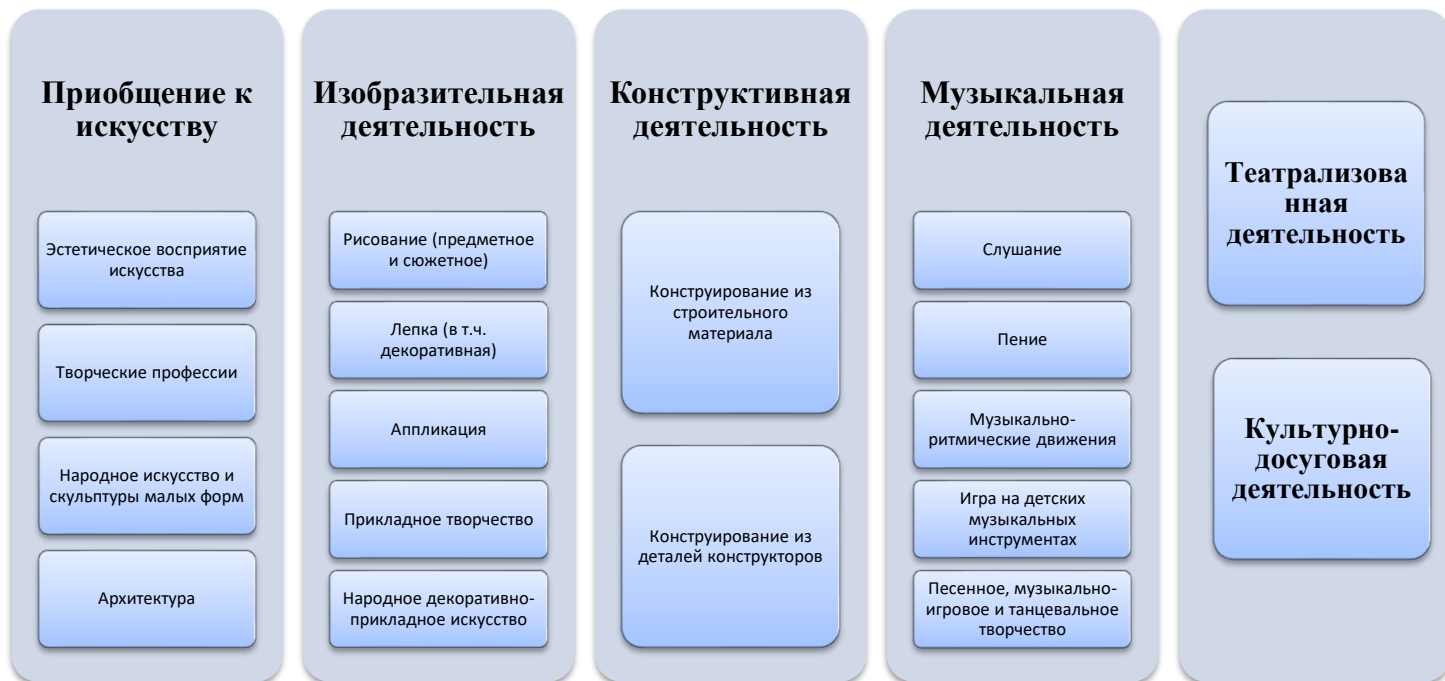 Приобщение к
искусству
Эстетическое восприятие
искусства
Творческие профессии
Народное искусство и
скульптуры малых форм
Архитектура
Изобразительная
деятельность
Рисование (предметное
и сюжетное)
Лепка (в т.ч.
декоративная)
Аппликация
Прикладное творчество
Народное декоративно-
прикладное искусство
Конструктивная
деятельность
Конструирование из
строительного
материала
Конструирование из
деталей конструкторов
Музыкальная
деятельность
Слушание
Пение
Музыкально-
ритмические движения
Игра на детских
музыкальных
инструментах
Песенное, музыкально-
игровое и танцевальное
творчество
Театрализова
нная
деятельность
Культурно-
досуговая
деятельность